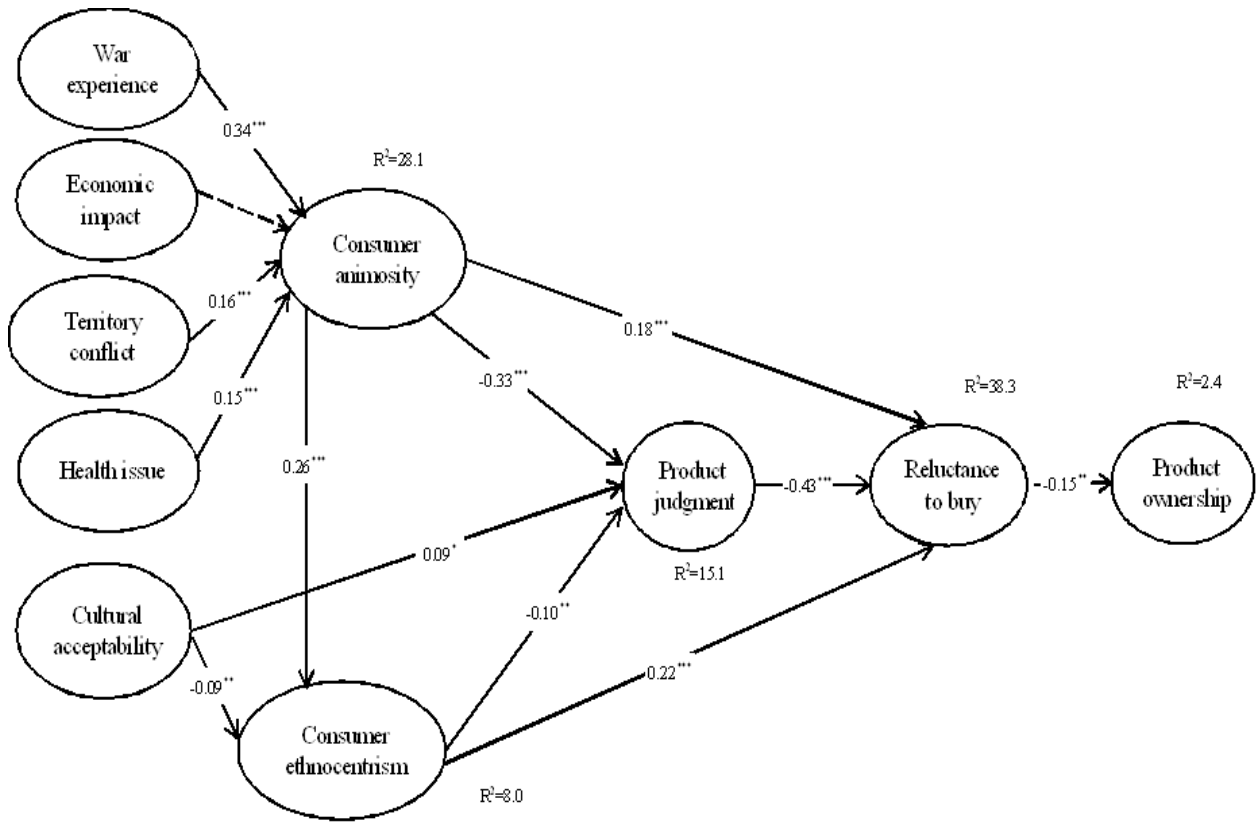 War
experience
0.34***
R²=28.1
Economic
impact
Consumer
animosity
0.16***
Territory
conflict
0.18***
-0.33***
R²=38.3
R²=2.4
0.15***
Health issue
0.26***
Product
judgment
-0.43***
Reluctance
to buy
-0.15**
Product
ownership
0.09*
R²=15.1
Cultural
acceptability
-0.10**
-0.09**
0.22***
Consumer
ethnocentrism
R²=8.0